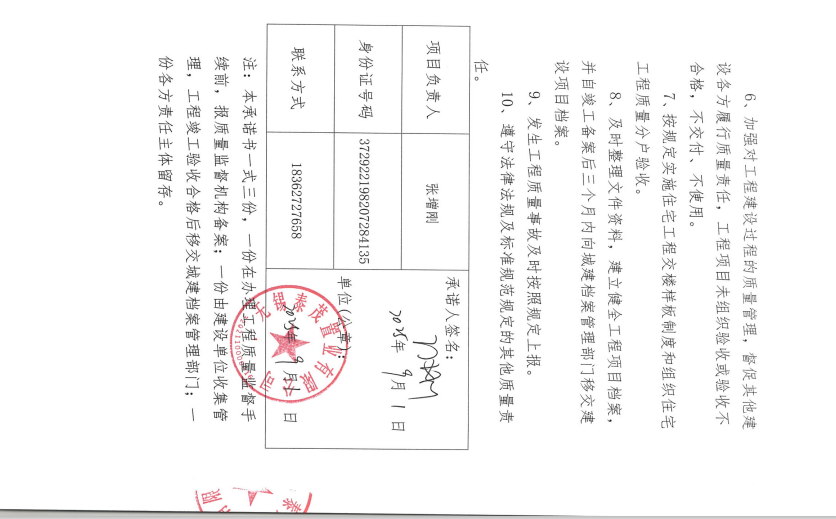 6、加强对工程建设过程的质量管理，督促其他建
设各方履行质量责任，工程项目未组织验收或验收不
合格，不交付、不使用。
7、按规定实施住宅工程交楼样板制度和组织住宅
工程质量分户验收。
8、及时整理文件资料，建立健全工程项目档案，
并自竣工备案后三个月内向城建档案管理部门移交建
设项目档案。
9、发生工程质量事故及时按照规定上报。
10、遵守法律法规及标准规范规定的其他质量责
任。
项目负责人
张增刚
身份证号码
372922198207284135
联系方式
18362727658
承诺人签名：
年 9月 1 日
单位(公章)：
年 9月 1 日
无锡泰茂置业有限公司
注：本承诺书一式三份，一份在办理工程质量监督手
续前，报质量监督机构备案；一份由建设单位收集管
理，工程竣工验收合格后移交城建档案管理部门；一
份各方责任主体留存。